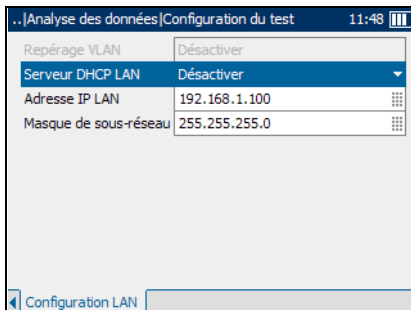 ..|Analyse des données|Configuration du test 11:48
Repérage VLAN Désactiver
Serveur DHCP LAN Désactiver
Adresse IP LAN 192.168.1.100
Masque de sous-réseau 255.255.255.0
Configuration LAN